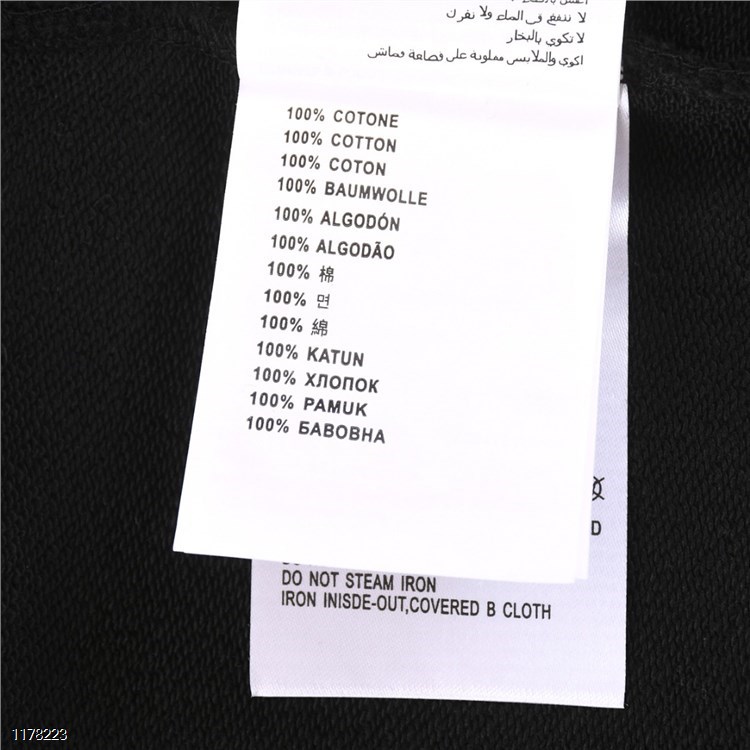 لا تنقع في الماء ولا تفرك
لا تكوي بالبخار
اكوي والملابس مقلوبة على قطعة قماش
100% COTONE
100% COTTON
100% COTON
100% BAUMWOLLE
100% ALGODÓN
100% ALGODÃO
100% 棉
100% 면
100% 綿
100% KATUN
100% ХЛОПОК
100% PAMUK
100% БАВОВНА
D
DO NOT STEAM IRON
IRON INISDE-OUT,COVERED B CLOTH
1178223